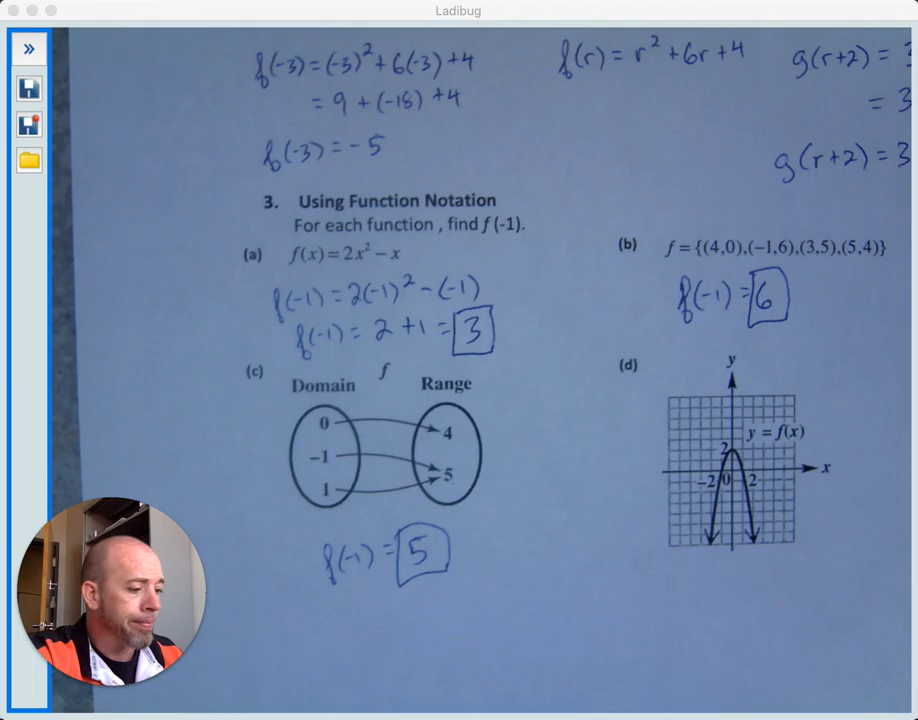 Ladibug
»
f(-3) = (-3)² + 6(-3) + 4
= 9 + (-18) + 4
f(-3) = -5
f(r) = r² + 6r + 4
g(r+2) = 3
= 3
g(r+2) = 3
3. Using Function Notation
For each function , find f (-1).
(a) f(x) = 2x² − x
f(-1) = 2(-1)² - (-1)
f(-1) = 2 + 1 = 3
(b) f = {(4,0),(−1,6),(3,5),(5,4)}
f(-1) = 6
(c) f
Domain Range
0 4
−1 5
1
f(-1) = 5
(d) y
y = f(x)
2
x
−2 0 2